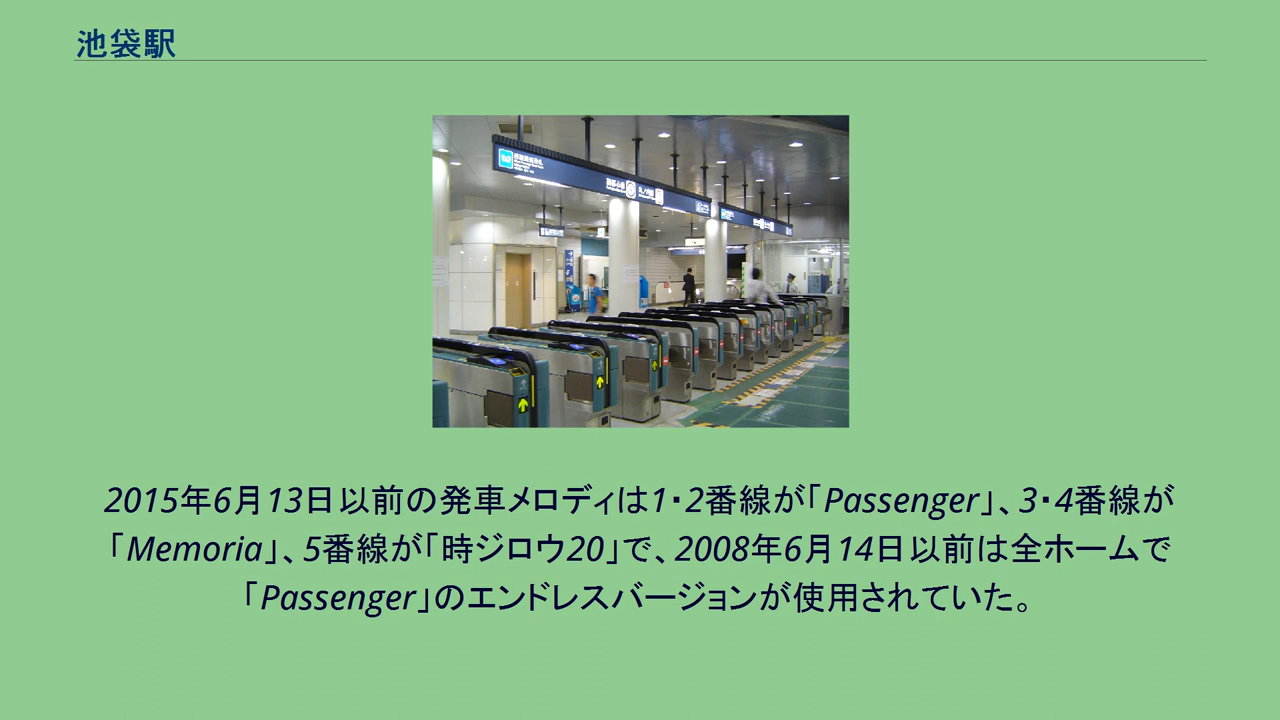 池袋駅
2015年6月13日以前の発車メロディは1・2番線が「Passenger」、3・4番線が
「Memoria」、5番線が「時ジロウ20」で、2008年6月14日以前は全ホームで
「Passenger」のエンドレスバージョンが使用されていた。